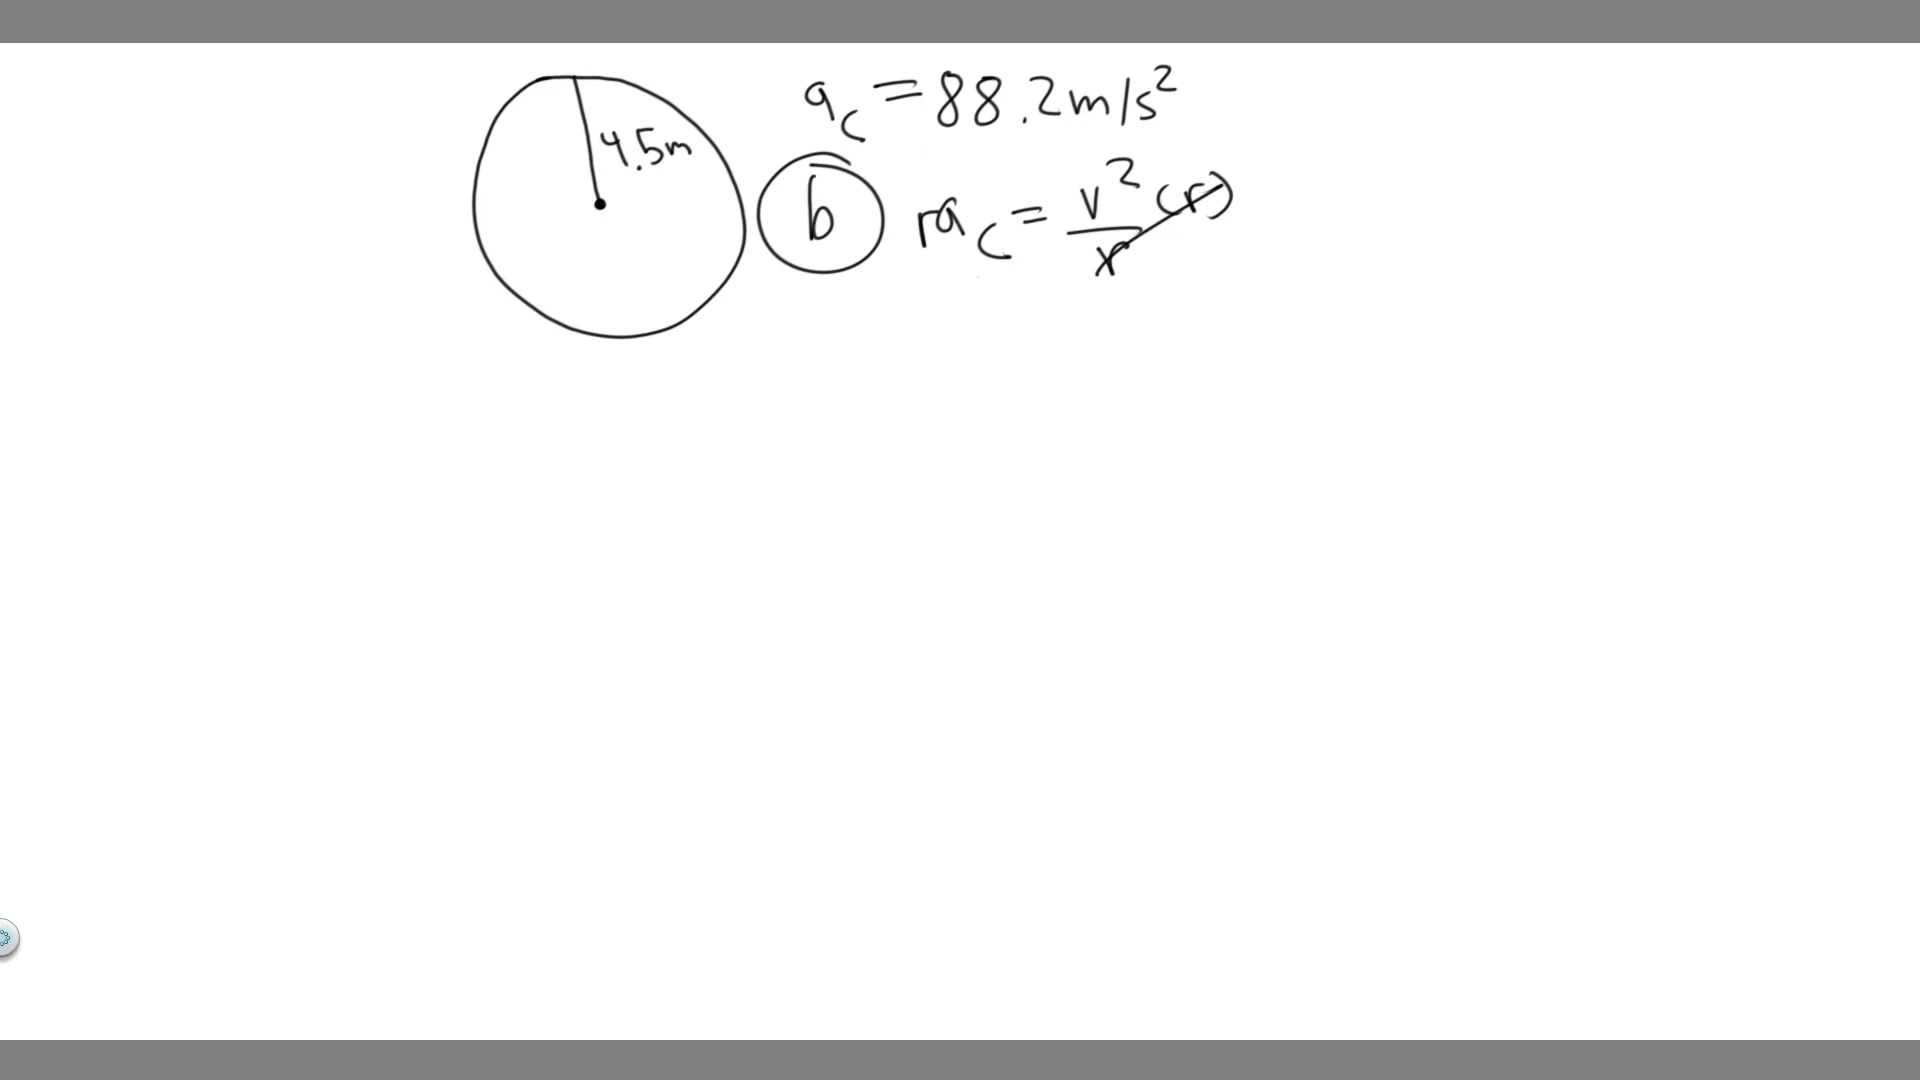 a_c = 88.2 m/s²
4.5m
b ra_c = v²/r (r)